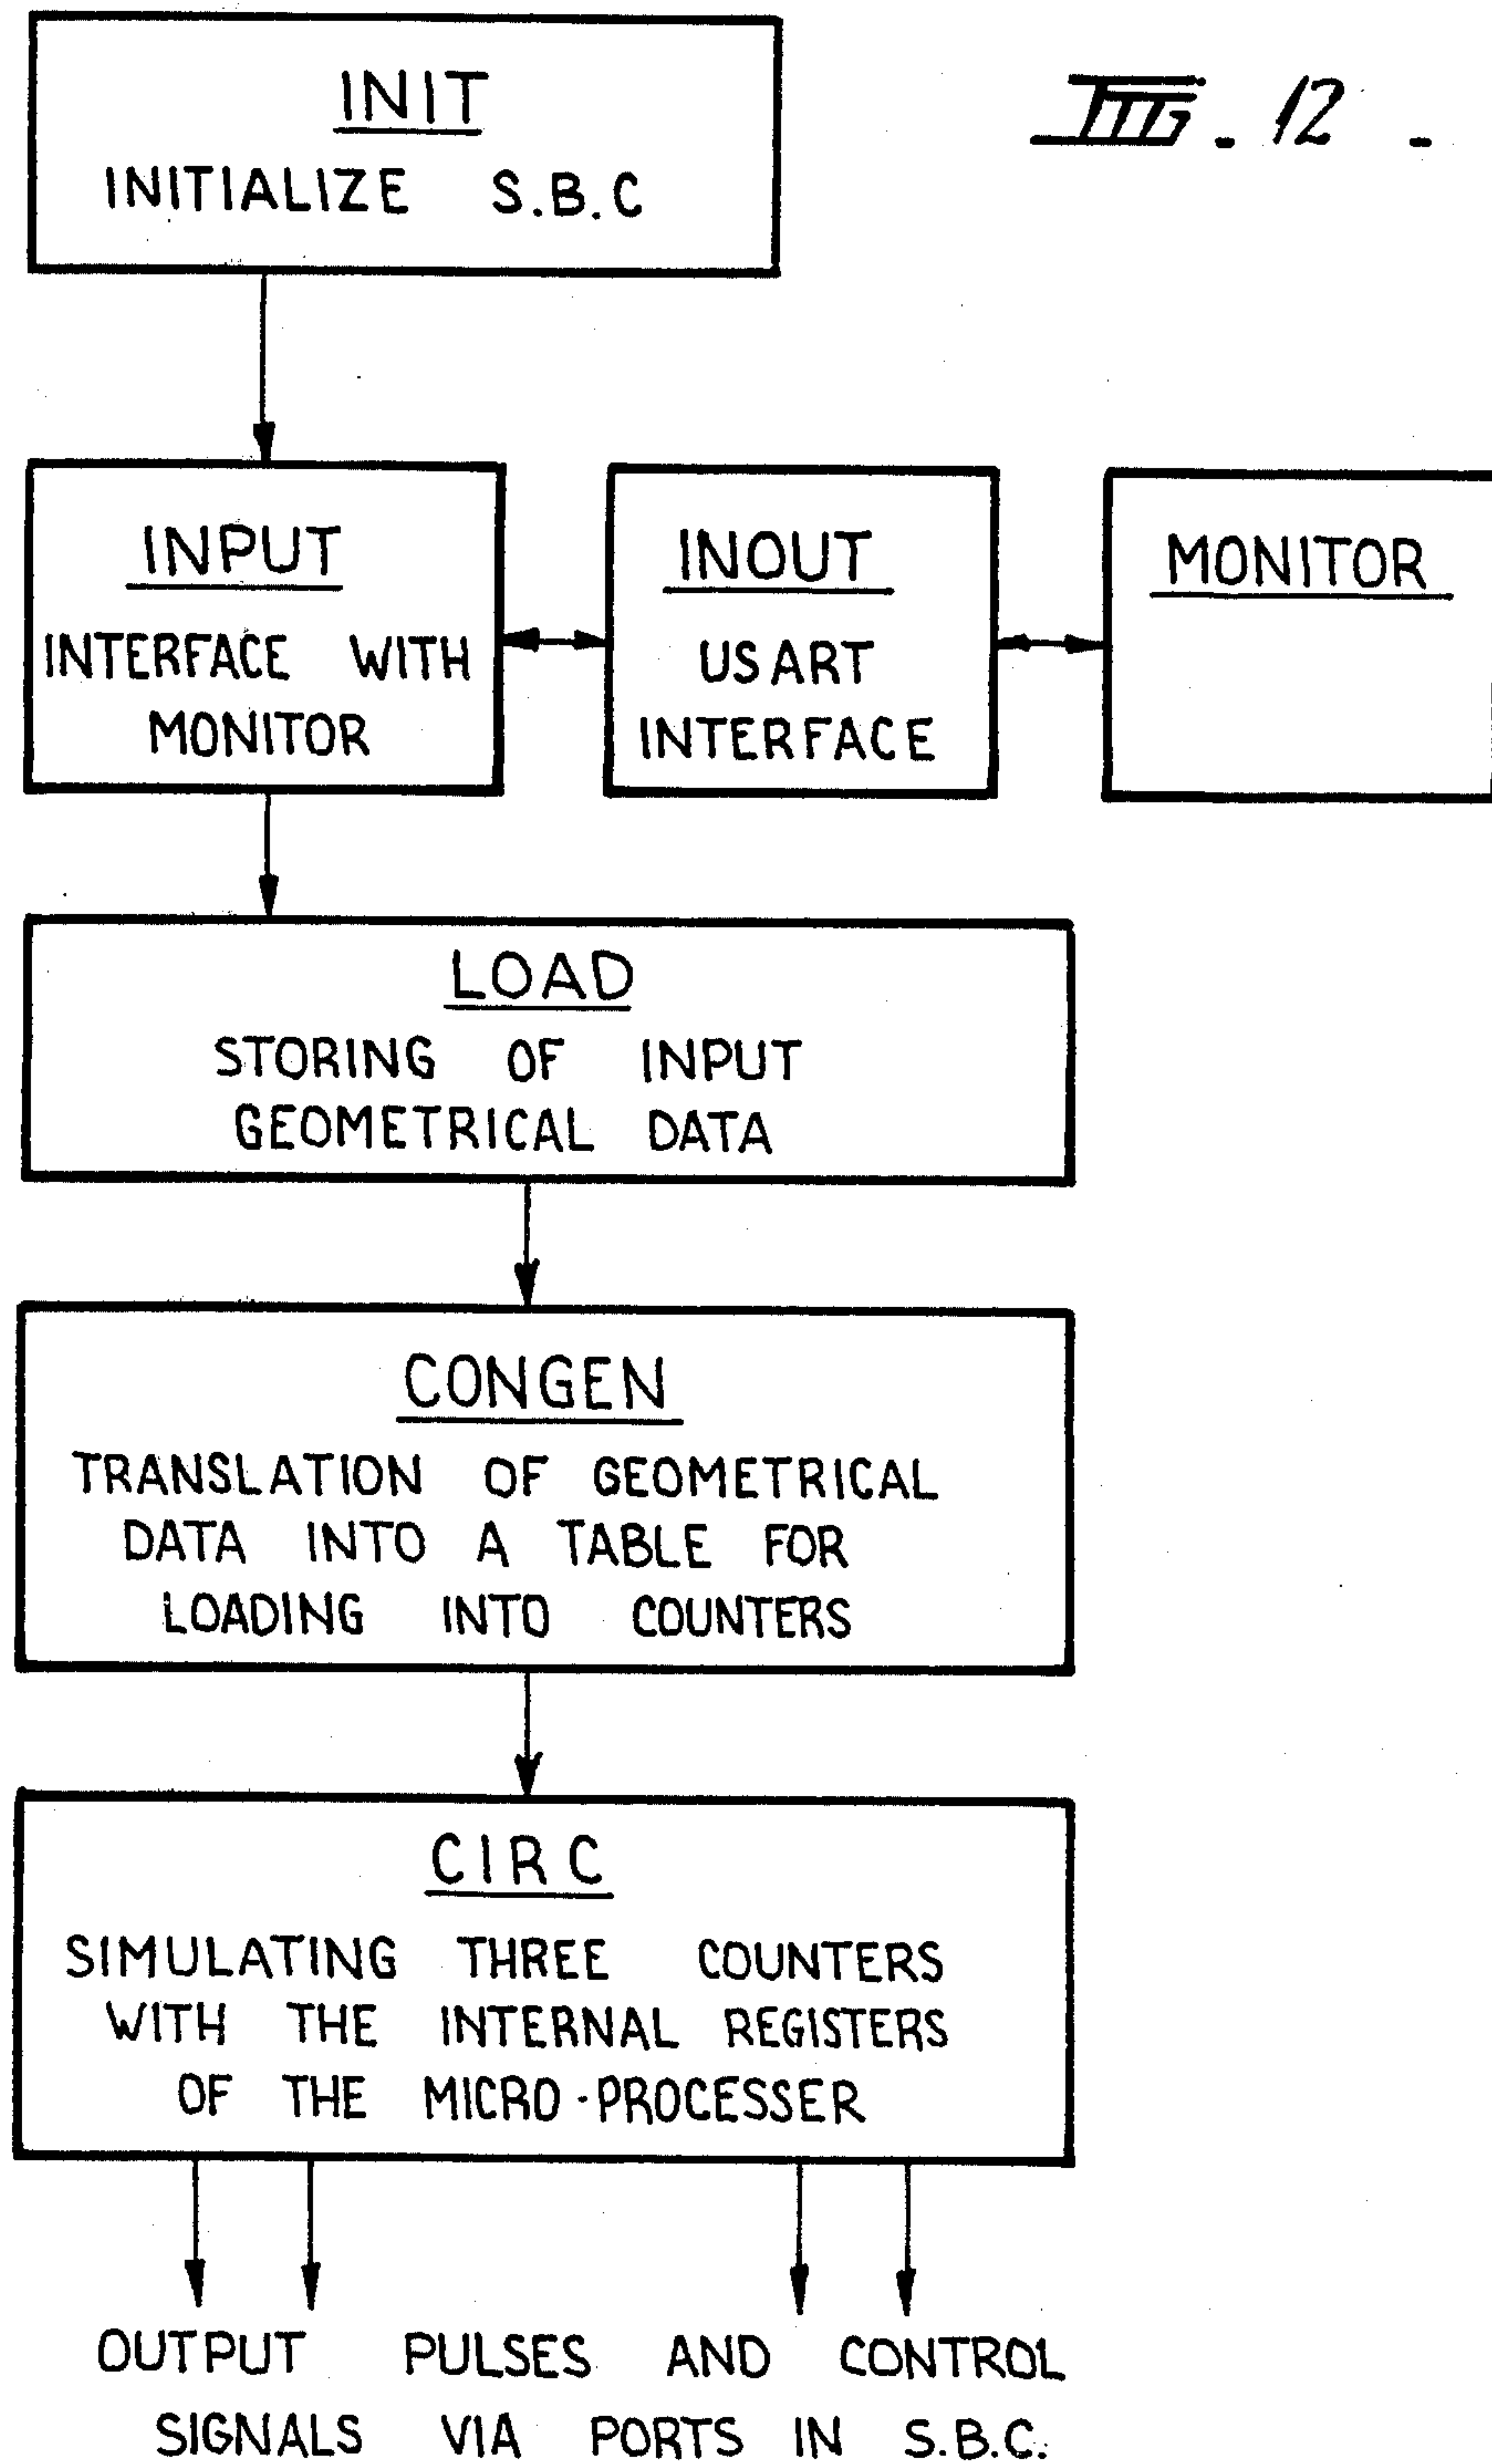 INIT
INITIALIZE S.B.C
FIG. 12 -
INPUT
INTERFACE WITH
MONITOR
INOUT
USART
INTERFACE
MONITOR
LOAD
STORING OF INPUT
GEOMETRICAL DATA
CONGEN
TRANSLATION OF GEOMETRICAL
DATA INTO A TABLE FOR
LOADING INTO COUNTERS
CIRC
SIMULATING THREE COUNTERS
WITH THE INTERNAL REGISTERS
OF THE MICRO-PROCESSER
OUTPUT PULSES AND CONTROL
SIGNALS VIA PORTS IN S.B.C.